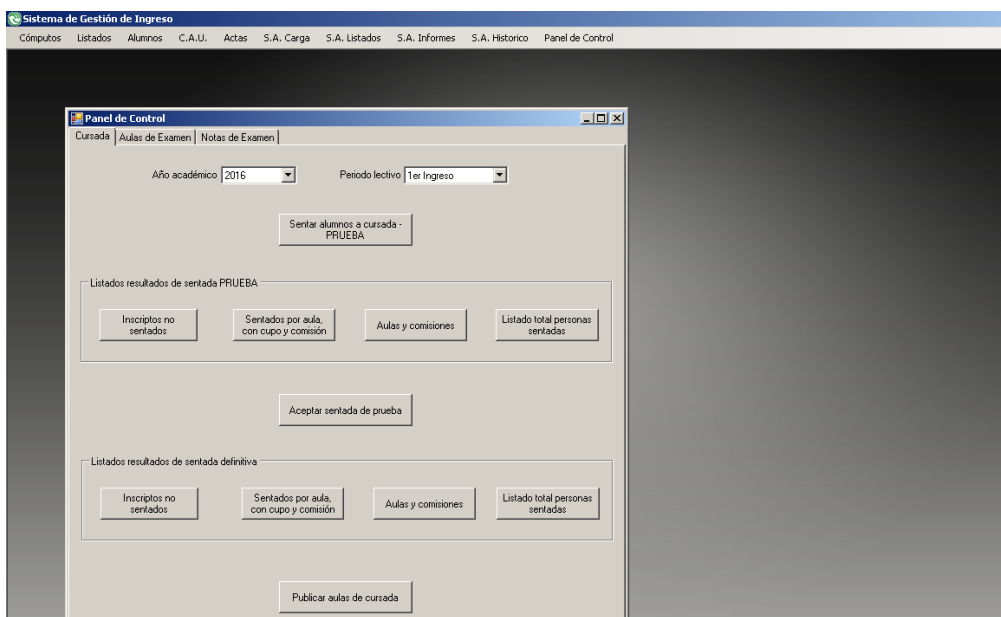 Sistema de Gestión de Ingreso
Cómputos Listados Alumnos C.A.U. Actas S.A. Carga S.A. Listados S.A. Informes S.A. Historico Panel de Control
Panel de Control
Cursada Aulas de Examen Notas de Examen
Año académico 2016 Periodo lectivo 1er Ingreso
Sentar alumnos a cursada -
PRUEBA
Listados resultados de sentada PRUEBA
Inscriptos no
sentados
Sentados por aula,
con cupo y comisión
Aulas y comisiones
Listado total personas
sentadas
Aceptar sentada de prueba
Listados resultados de sentada definitiva
Inscriptos no
sentados
Sentados por aula,
con cupo y comisión
Aulas y comisiones
Listado total personas
sentadas
Publicar aulas de cursada